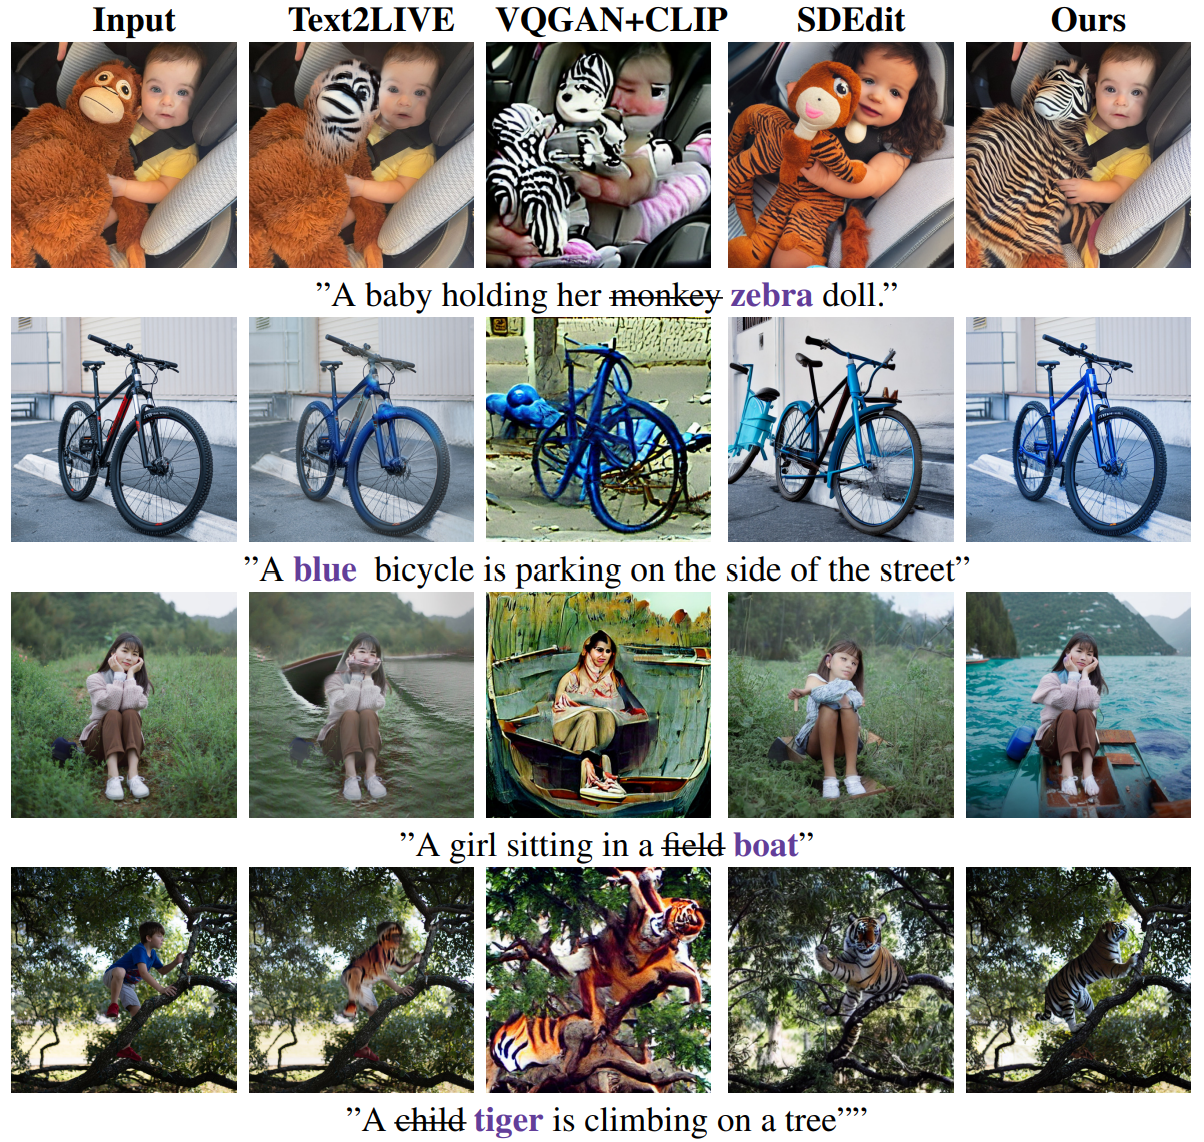 Input Text2LIVE VQGAN+CLIP SDEdit Ours
”A baby holding her monkey zebra doll.”
”A blue bicycle is parking on the side of the street”
”A girl sitting in a field boat”
”A child tiger is climbing on a tree””